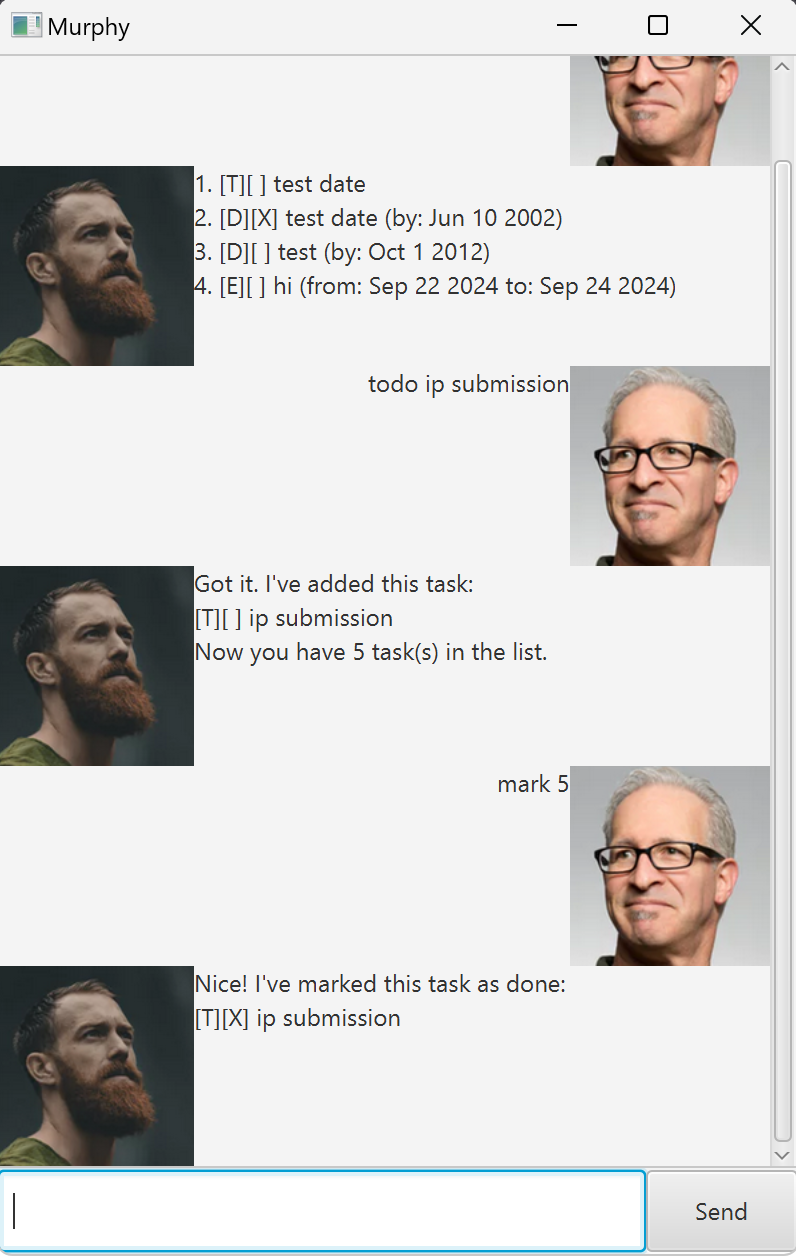 Murphy
1. [T][ ] test date
2. [D][X] test date (by: Jun 10 2002)
3. [D][ ] test (by: Oct 1 2012)
4. [E][ ] hi (from: Sep 22 2024 to: Sep 24 2024)
todo ip submission
Got it. I've added this task:
[T][ ] ip submission
Now you have 5 task(s) in the list.
mark 5
Nice! I've marked this task as done:
[T][X] ip submission
Send